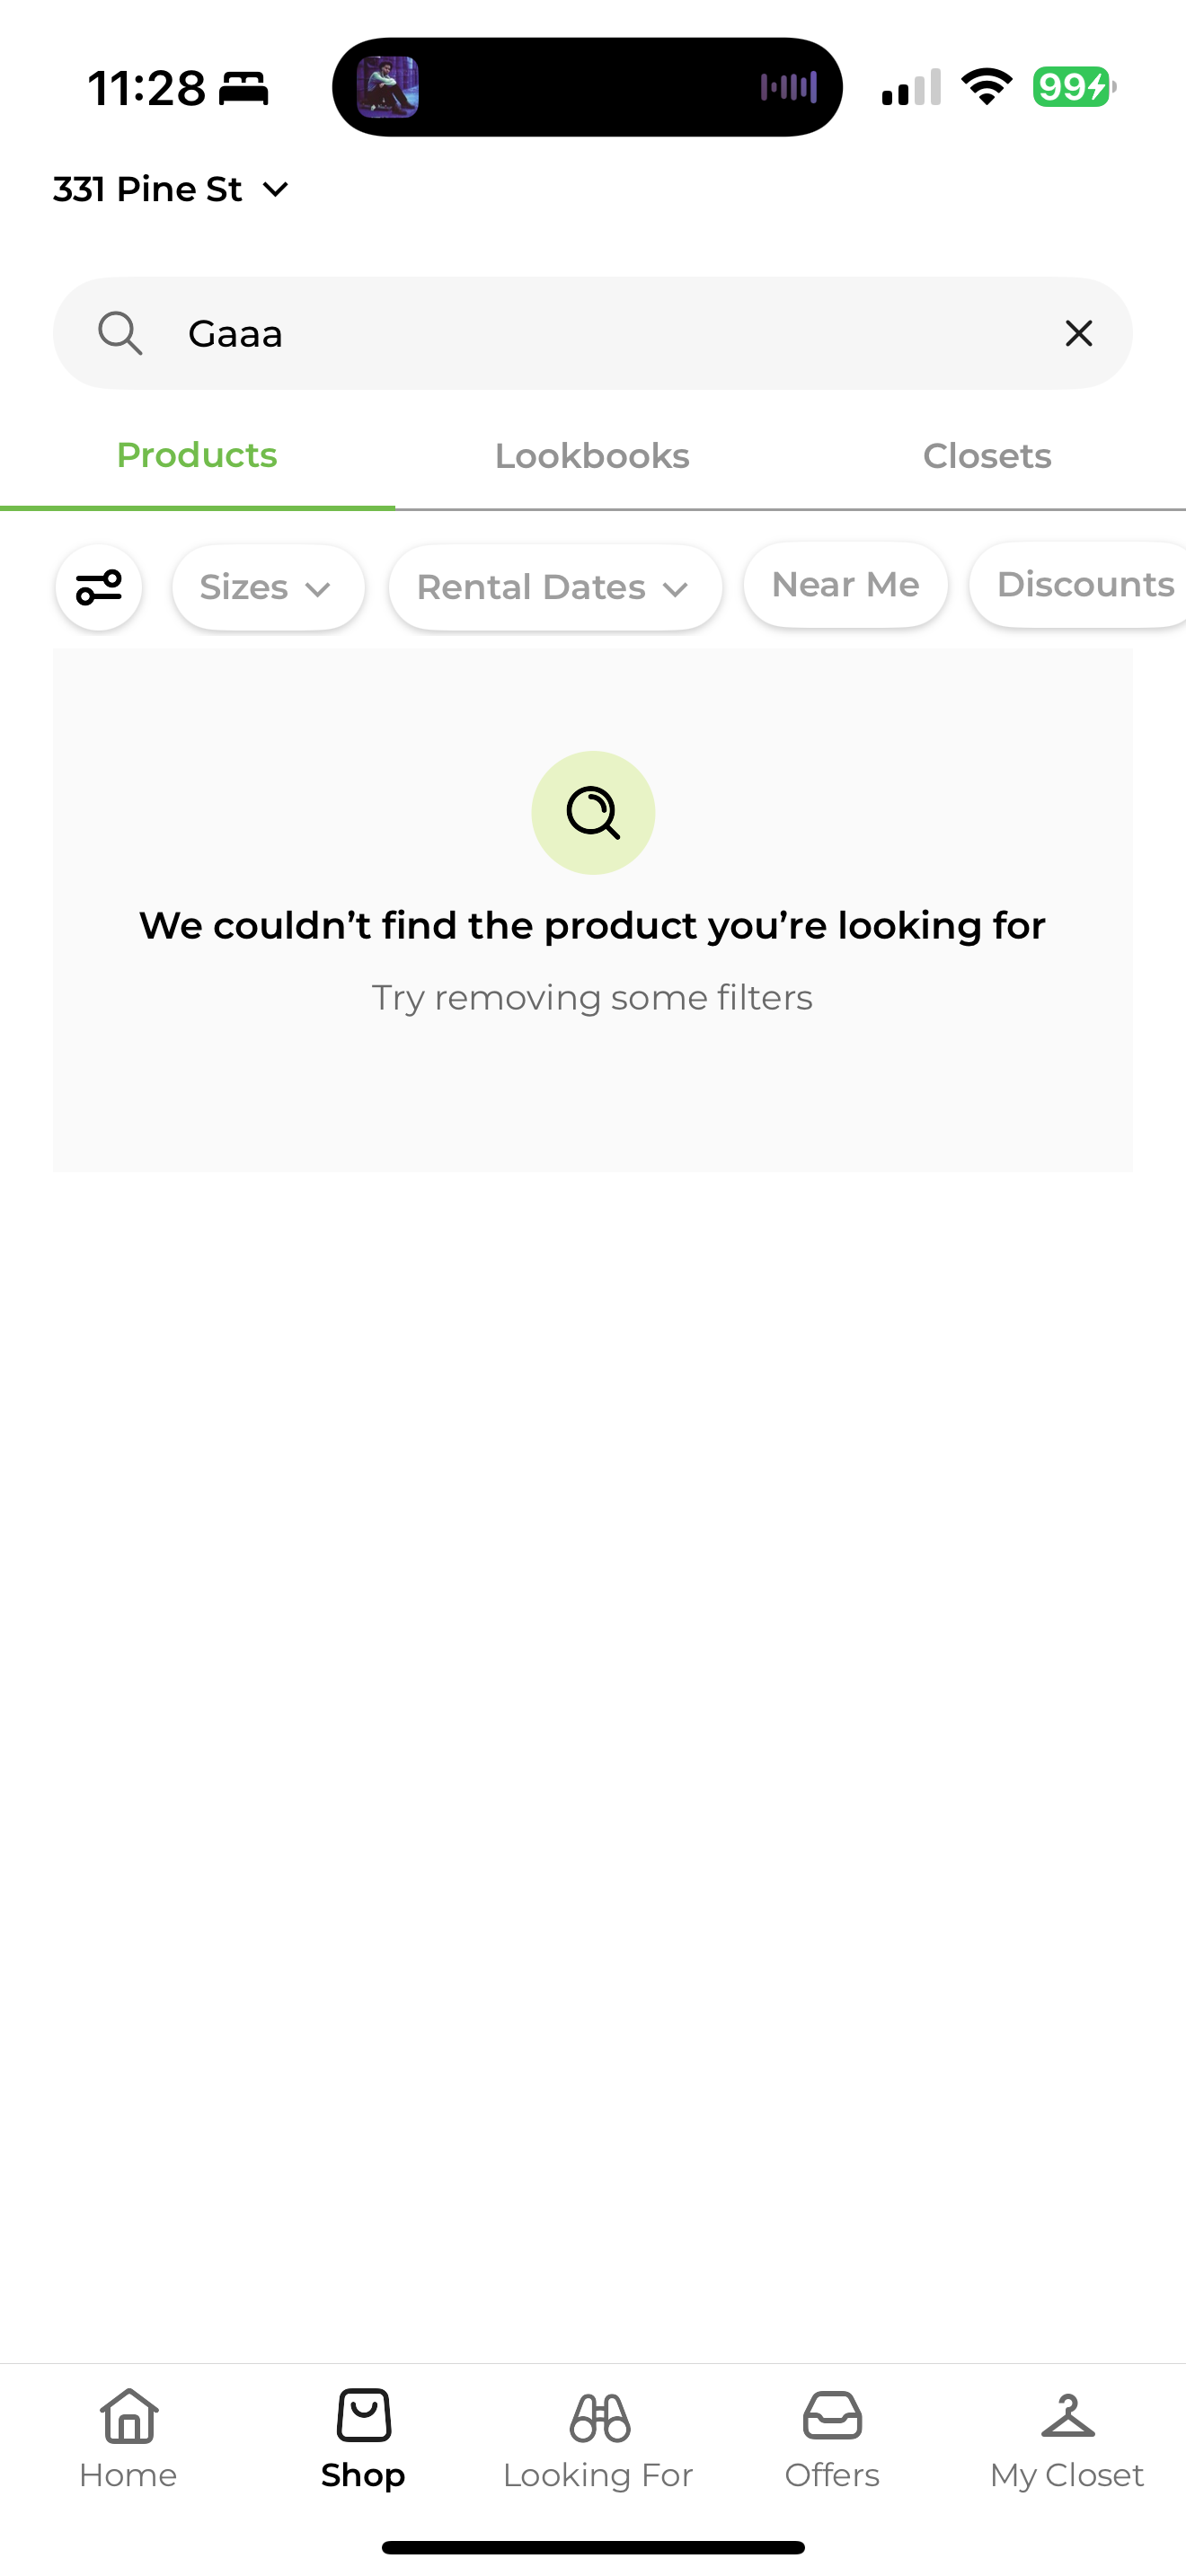 11:28
99
331 Pine St
Gaaa
Products Lookbooks Closets
Sizes Rental Dates Near Me Discounts
We couldn’t find the product you’re looking for
Try removing some filters
Home Shop Looking For Offers My Closet